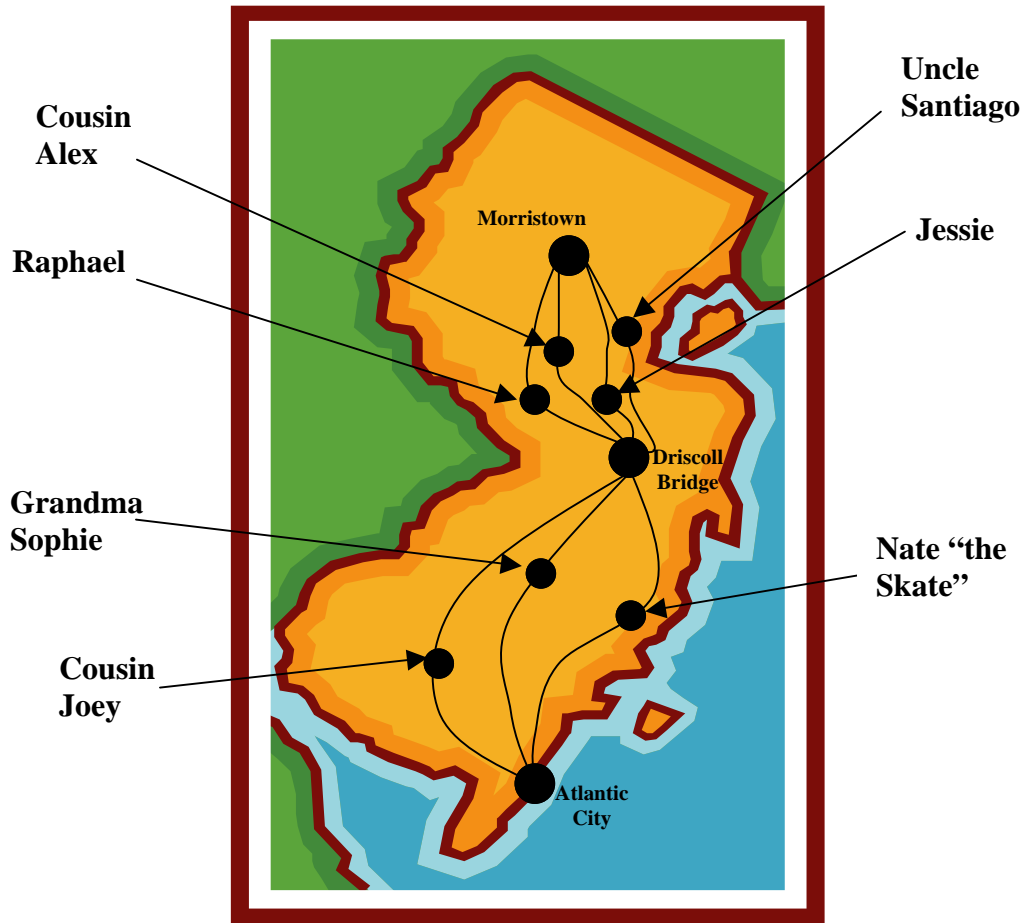 Uncle
Santiago
Cousin
Alex
Morristown
Jessie
Raphael
Driscoll
Bridge
Grandma
Sophie
Nate “the
Skate”
Cousin
Joey
Atlantic
City